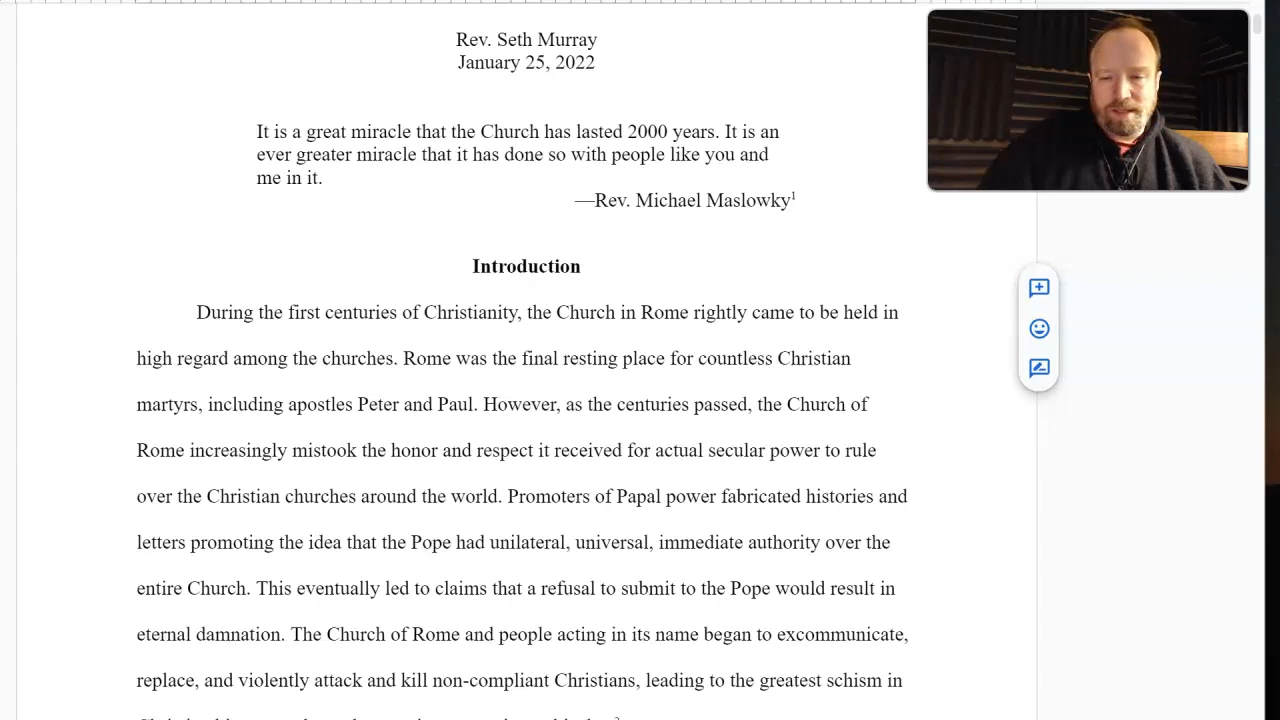 Rev. Seth Murray
January 25, 2022
It is a great miracle that the Church has lasted 2000 years. It is an
ever greater miracle that it has done so with people like you and
me in it.
—Rev. Michael Maslowky1
Introduction
During the first centuries of Christianity, the Church in Rome rightly came to be held in
high regard among the churches. Rome was the final resting place for countless Christian
martyrs, including apostles Peter and Paul. However, as the centuries passed, the Church of
Rome increasingly mistook the honor and respect it received for actual secular power to rule
over the Christian churches around the world. Promoters of Papal power fabricated histories and
letters promoting the idea that the Pope had unilateral, universal, immediate authority over the
entire Church. This eventually led to claims that a refusal to submit to the Pope would result in
eternal damnation. The Church of Rome and people acting in its name began to excommunicate,
replace, and violently attack and kill non-compliant Christians, leading to the greatest schism in